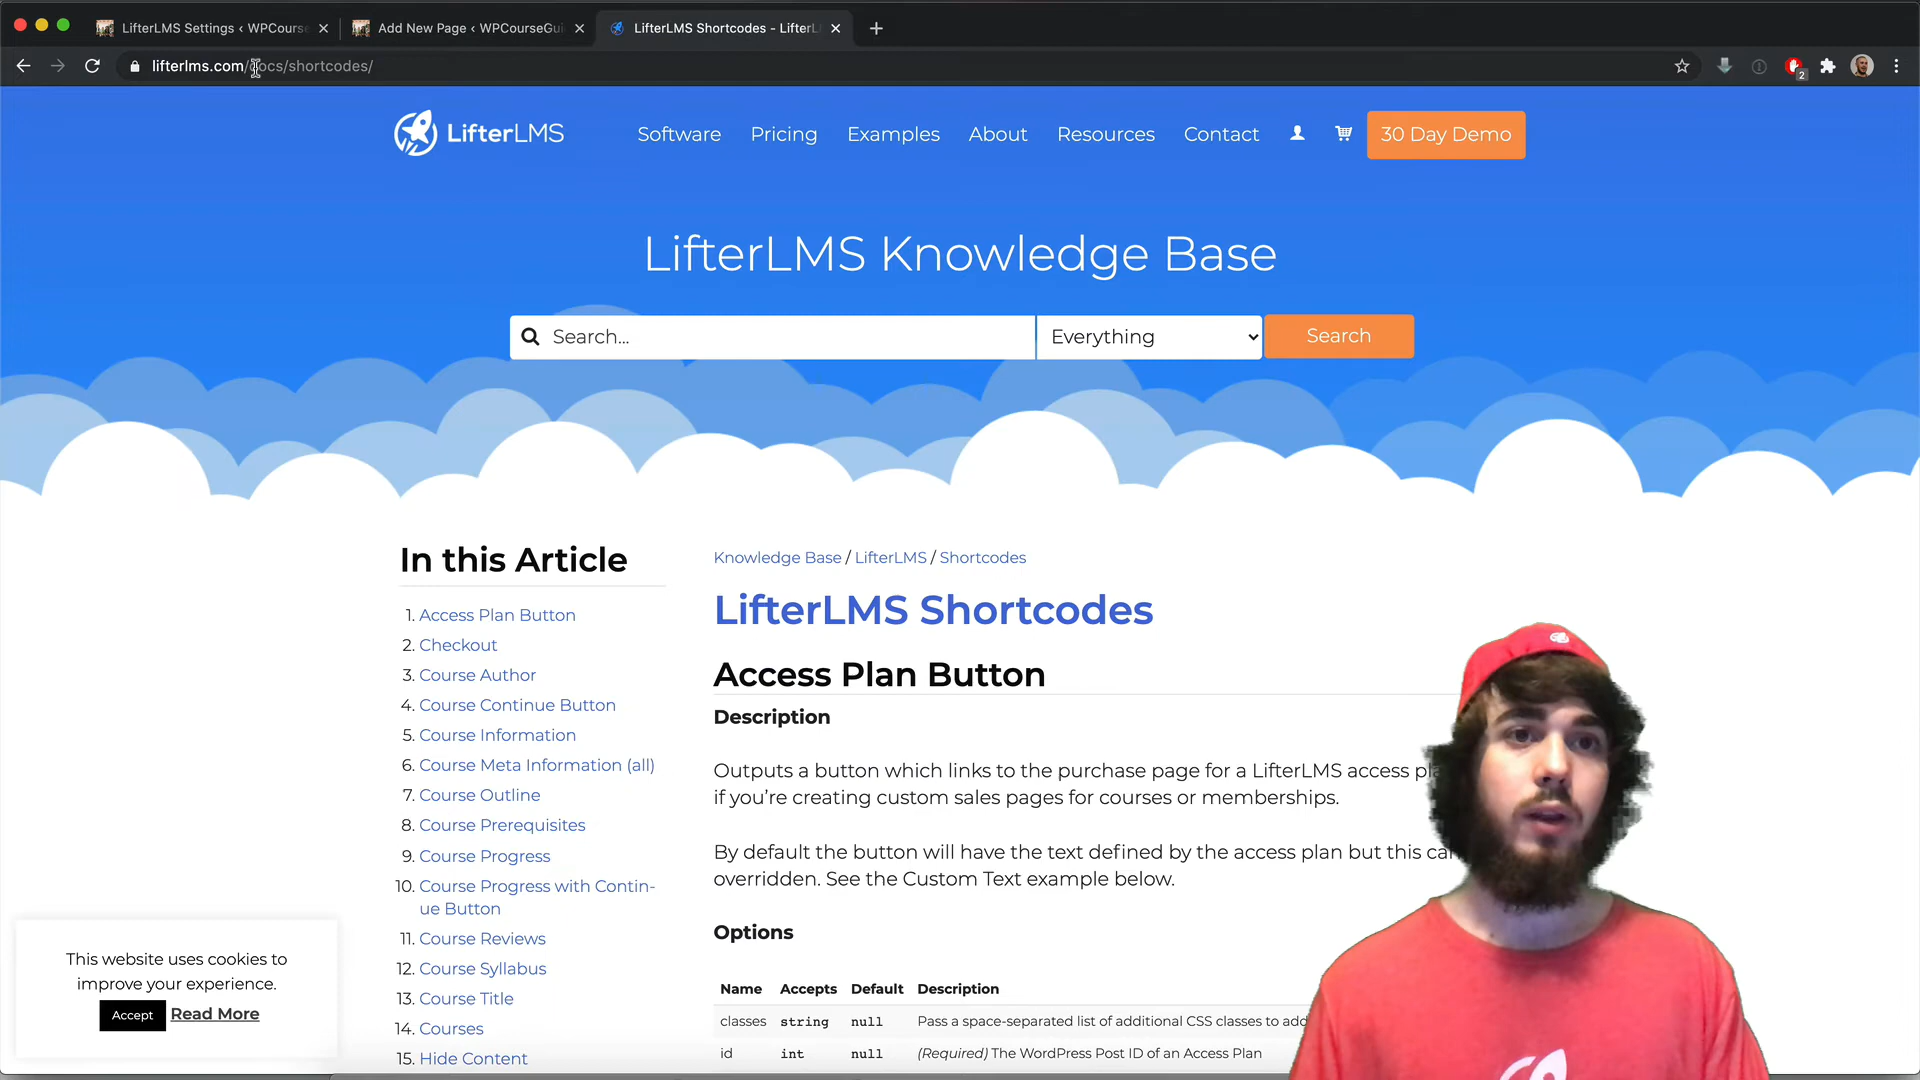 LifterLMS Settings ‹ WPCourse
Add New Page ‹ WPCourseGui
LifterLMS Shortcodes - LifterL
lifterlms.com/docs/shortcodes/
2
LifterLMS
Software
Pricing
Examples
About
Resources
Contact
30 Day Demo
LifterLMS Knowledge Base
Search...
Everything
Search
In this Article
1. Access Plan Button
2. Checkout
3. Course Author
4. Course Continue Button
5. Course Information
6. Course Meta Information (all)
7. Course Outline
8. Course Prerequisites
9. Course Progress
10. Course Progress with Contin-
ue Button
11. Course Reviews
12. Course Syllabus
13. Course Title
14. Courses
15. Hide Content
Knowledge Base / LifterLMS / Shortcodes
LifterLMS Shortcodes
Access Plan Button
Description
Outputs a button which links to the purchase page for a LifterLMS access
if you're creating custom sales pages for courses or memberships.
By default the button will have the text defined by the access plan but this
overridden. See the Custom Text example below.
Options
Name Accepts Default Description
classes string null Pass a space-separated list of additional CSS classes to add
id int null (Required) The WordPress Post ID of an Access Plan
This website uses cookies to
improve your experience.
Accept Read More